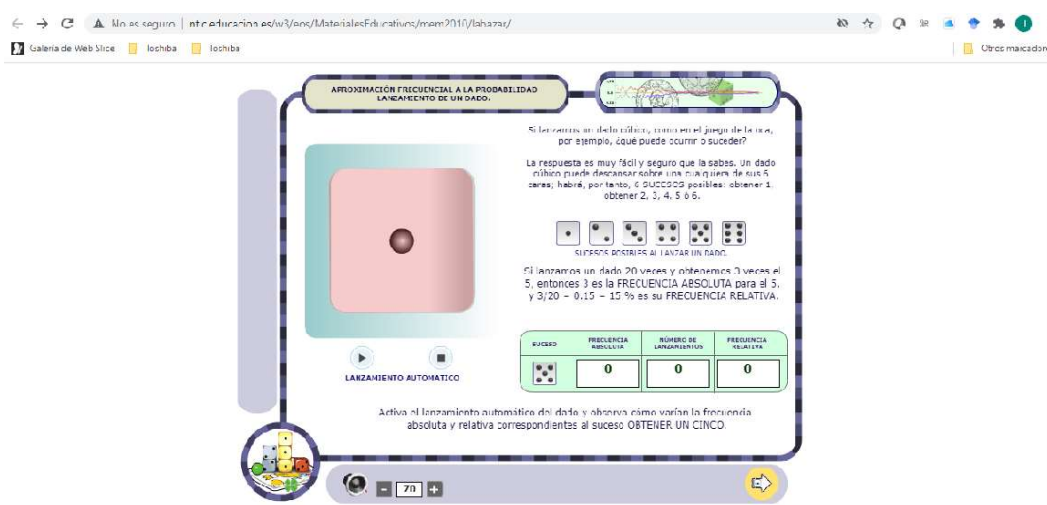 No es seguro | ntic.educacion.es/w3/eos/MaterialesEducativos/mem2010/labazar/
Galería de Web Slice Toshiba Toshiba Otros marcadores
APROXIMACIÓN FRECUENCIAL A LA PROBABILIDAD
LANZAMIENTO DE UN DADO.
Si lanzamos un dado cúbico, como en el juego de la oca,
por ejemplo, ¿qué puede ocurrir o suceder?
La respuesta es muy fácil y seguro que la sabes. Un dado
cúbico puede descansar sobre una cualquiera de sus 6
caras; habrá, por tanto, 6 SUCESOS posibles: obtener 1,
obtener 2, 3, 4, 5 ó 6.
SUCESOS POSIBLES AL LANZAR UN DADO.
Si lanzamos un dado 20 veces y obtenemos 3 veces el
5, entonces 3 es la FRECUENCIA ABSOLUTA para el 5,
y 3/20 = 0.15 = 15 % es su FRECUENCIA RELATIVA.
SUCESO FRECUENCIA ABSOLUTA NÚMERO DE LANZAMIENTOS FRECUENCIA RELATIVA
0 0 0
LANZAMIENTO AUTOMÁTICO
Activa el lanzamiento automático del dado y observa cómo varían la frecuencia
absoluta y relativa correspondientes al suceso OBTENER UN CINCO.
- 70 +